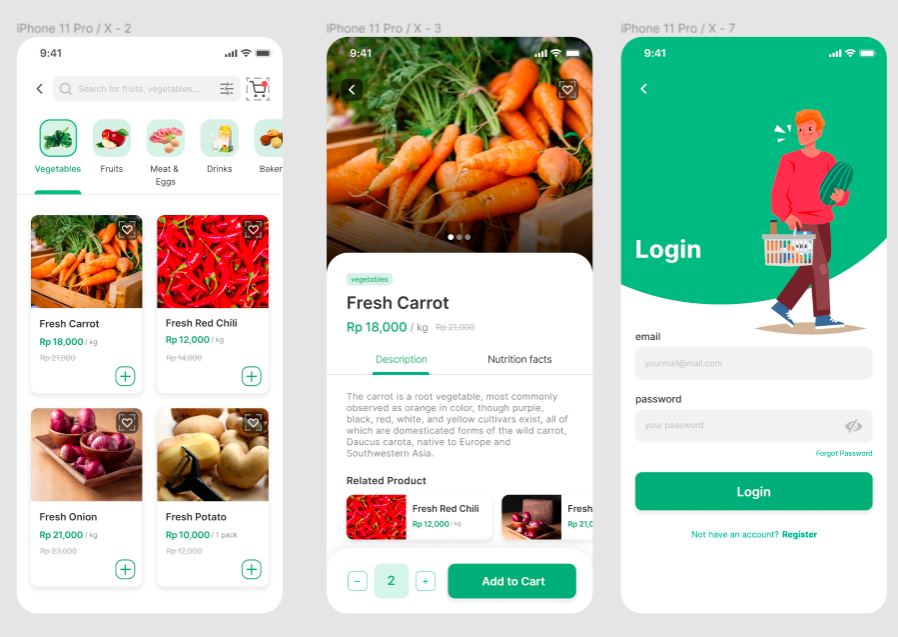 iPhone 11 Pro / X - 2
9:41
Search for fruits, vegetables...
Vegetables
Fruits
Meat &
Eggs
Drinks
Baker
Fresh Carrot
Rp 18,000 / kg
Rp 21,000
Fresh Red Chili
Rp 12,000 / kg
Rp 14,000
Fresh Onion
Rp 21,000 / kg
Rp 23,000
Fresh Potato
Rp 10,000 / 1 pack
Rp 12,000
iPhone 11 Pro / X - 3
9:41
vegetables
Fresh Carrot
Rp 18,000 / kg Rp 21,000
Description
Nutrition facts
The carrot is a root vegetable, most commonly
observed as orange in color, though purple,
black, red, white, and yellow cultivars exist, all of
which are domesticated forms of the wild carrot,
Daucus carota, native to Europe and
Southwestern Asia.
Related Product
Fresh Red Chili
Rp 12,000 / kg
Fresh
Rp 21,0
− 2 +
Add to Cart
iPhone 11 Pro / X - 7
9:41
Login
email
yourmail@mail.com
password
your password
Forgot Password
Login
Not have an account? Register